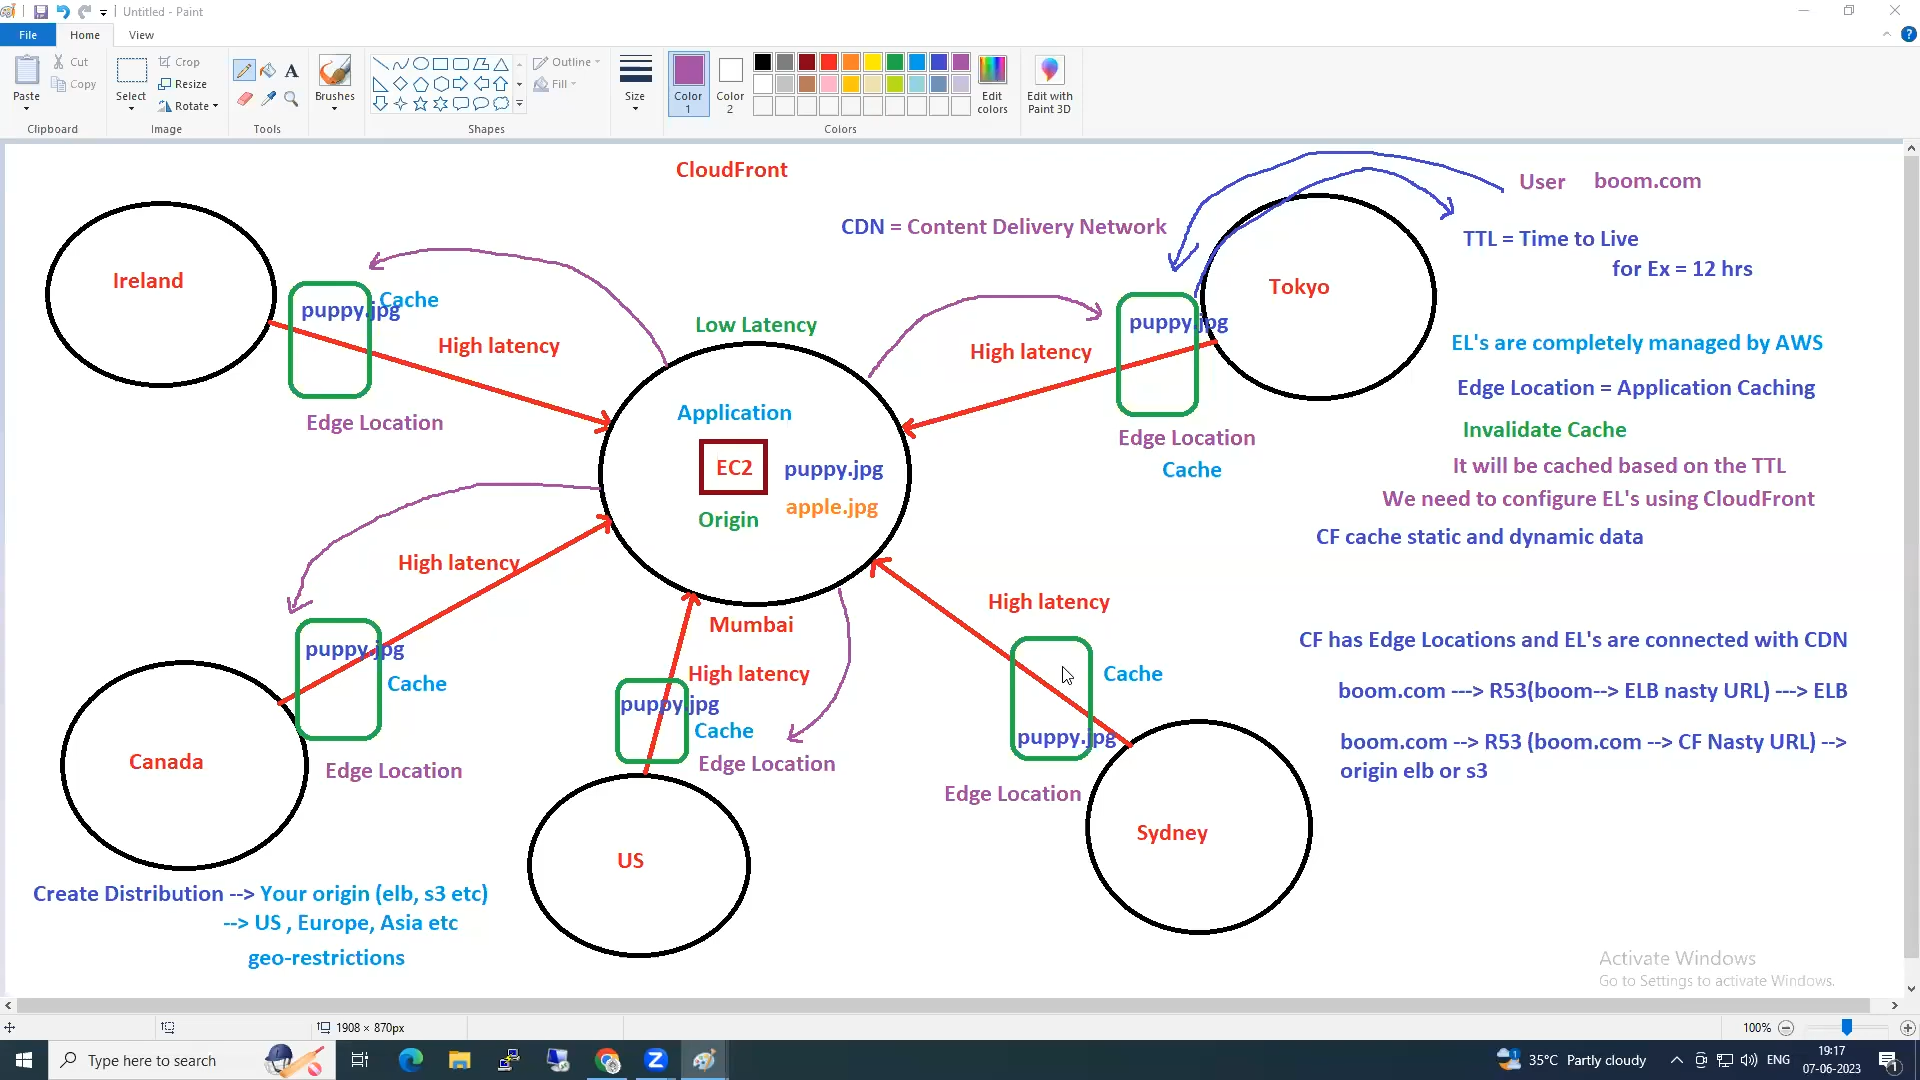 Untitled - Paint
File
Home
View
Paste
Cut
Copy
Clipboard
Select
Crop
Resize
Rotate
Image
A
Tools
Brushes
Shapes
Outline
Fill
Size
Color
1
Color
2
Edit
colors
Colors
Edit with
Paint 3D
CloudFront
User boom.com
CDN = Content Delivery Network
TTL = Time to Live
for Ex = 12 hrs
Ireland
Cache
puppy.jpg
High latency
Edge Location
Low Latency
High latency
puppy.jpg
Tokyo
Edge Location
Cache
EL's are completely managed by AWS
Edge Location = Application Caching
Invalidate Cache
It will be cached based on the TTL
We need to configure EL's using CloudFront
CF cache static and dynamic data
Application
EC2
puppy.jpg
apple.jpg
Origin
High latency
Mumbai
High latency
puppy.jpg
Cache
Canada
Edge Location
puppy.jpg
Cache
Edge Location
US
High latency
Cache
puppy.jpg
Edge Location
Sydney
CF has Edge Locations and EL's are connected with CDN
boom.com ---> R53(boom--> ELB nasty URL) ---> ELB
boom.com --> R53 (boom.com --> CF Nasty URL) -->
origin elb or s3
Create Distribution --> Your origin (elb, s3 etc)
--> US , Europe, Asia etc
geo-restrictions
Activate Windows
Go to Settings to activate Windows.
1908 × 870px
100%
Type here to search
35°C Partly cloudy
ENG
19:17
07-06-2023